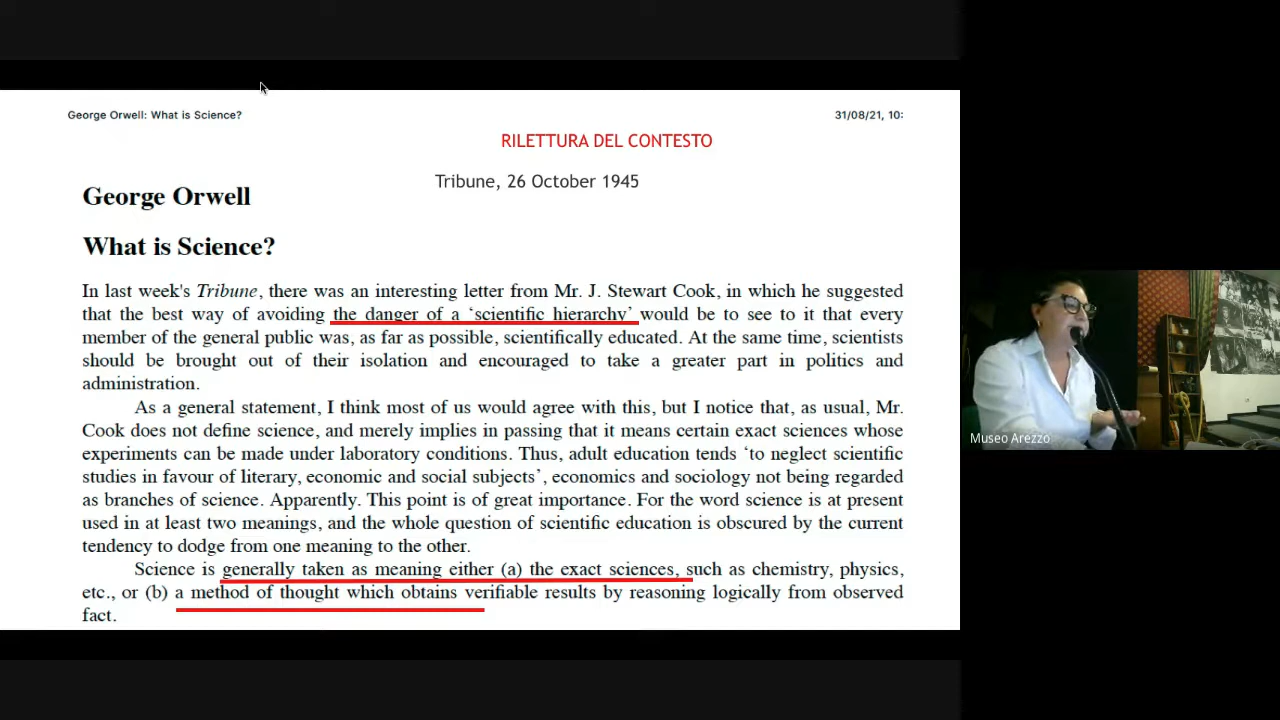 George Orwell: What is Science?
31/08/21, 10:
RILETTURA DEL CONTESTO
Tribune, 26 October 1945
George Orwell
What is Science?
In last week's Tribune, there was an interesting letter from Mr. J. Stewart Cook, in which he suggested
that the best way of avoiding the danger of a ‘scientific hierarchy’ would be to see to it that every
member of the general public was, as far as possible, scientifically educated. At the same time, scientists
should be brought out of their isolation and encouraged to take a greater part in politics and
administration.
As a general statement, I think most of us would agree with this, but I notice that, as usual, Mr.
Cook does not define science, and merely implies in passing that it means certain exact sciences whose
experiments can be made under laboratory conditions. Thus, adult education tends ‘to neglect scientific
studies in favour of literary, economic and social subjects’, economics and sociology not being regarded
as branches of science. Apparently. This point is of great importance. For the word science is at present
used in at least two meanings, and the whole question of scientific education is obscured by the current
tendency to dodge from one meaning to the other.
Science is generally taken as meaning either (a) the exact sciences, such as chemistry, physics,
etc., or (b) a method of thought which obtains verifiable results by reasoning logically from observed
fact.
Museo Arezzo